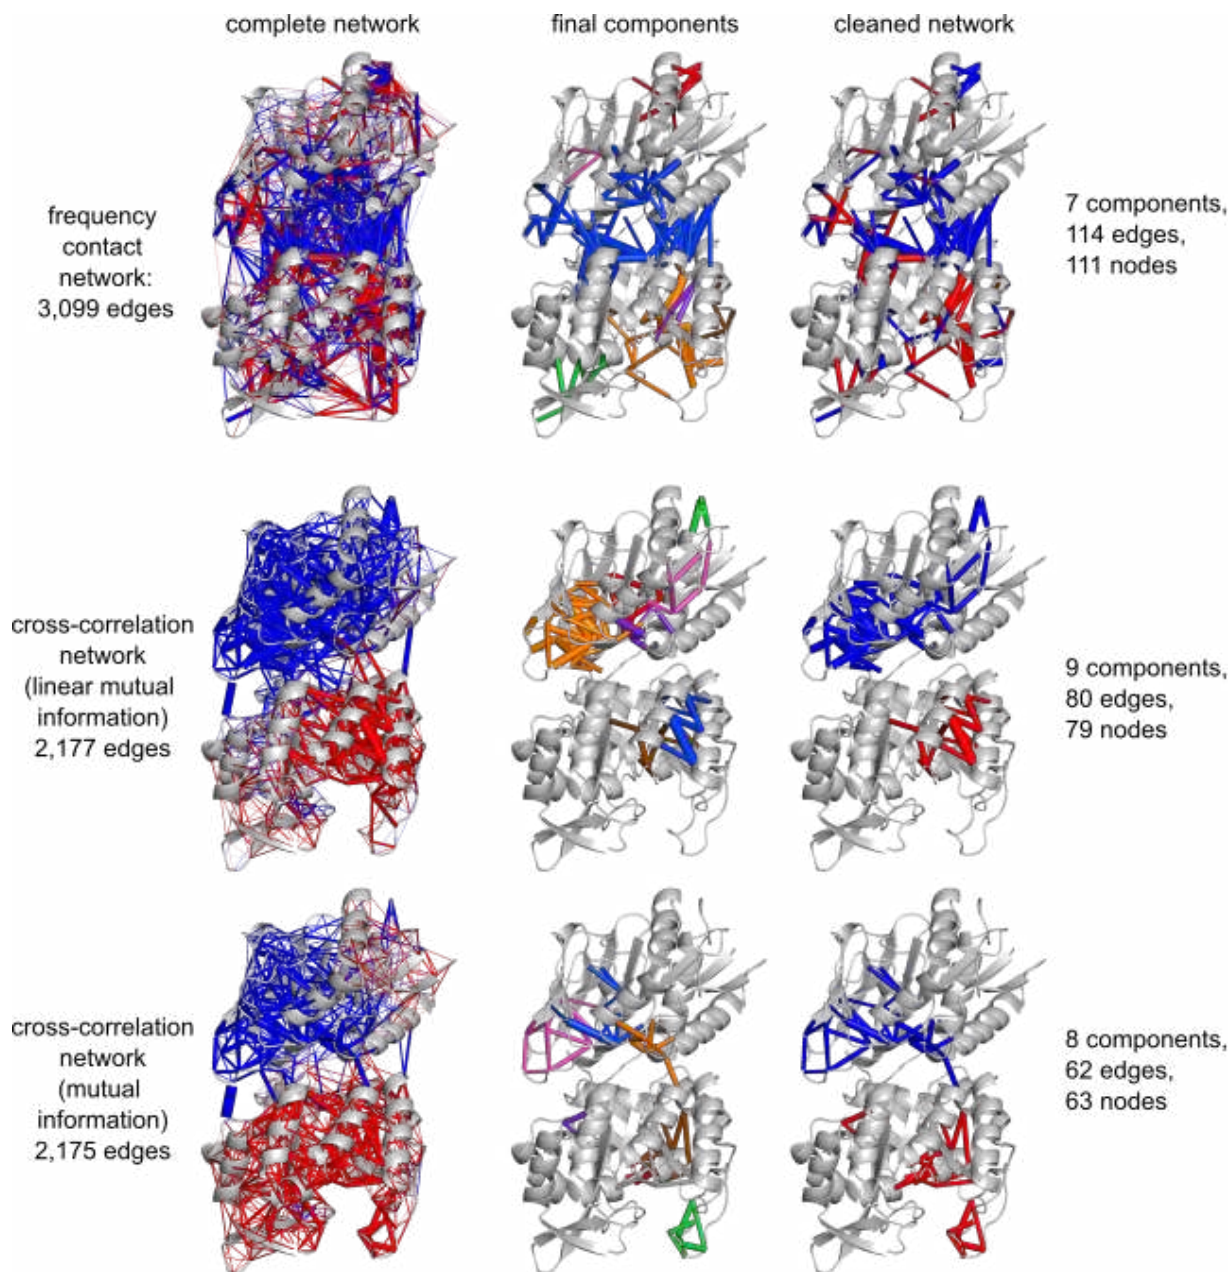 complete network
final components
cleaned network
frequency
contact
network:
3,099 edges
7 components,
114 edges,
111 nodes
cross-correlation
network
(linear mutual
information)
2,177 edges
9 components,
80 edges,
79 nodes
cross-correlation
network
(mutual
information)
2,175 edges
8 components,
62 edges,
63 nodes